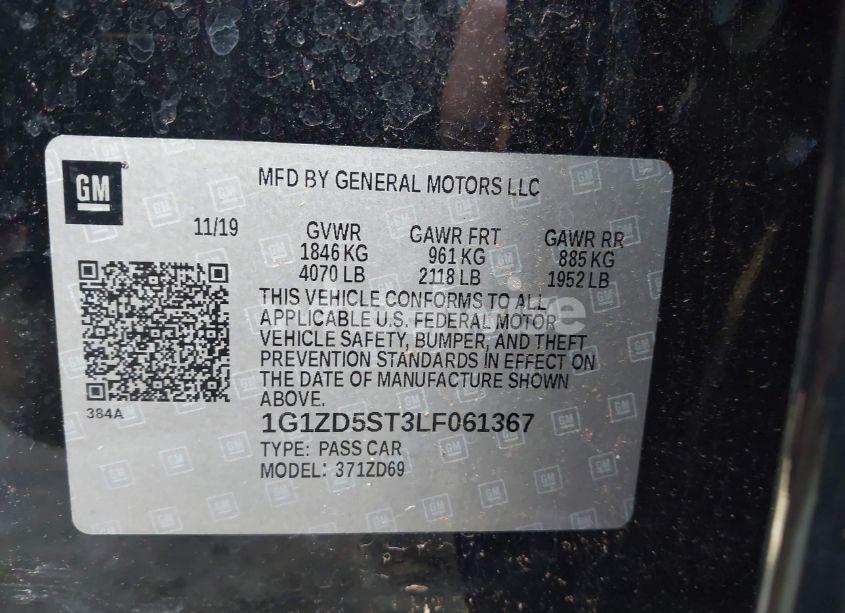 GM
MFD BY GENERAL MOTORS LLC
11/19
GVWR
1846 KG
4070 LB
GAWR FRT
961 KG
2118 LB
GAWR RR
885 KG
1952 LB
THIS VEHICLE CONFORMS TO ALL
APPLICABLE U.S. FEDERAL MOTOR
VEHICLE SAFETY, BUMPER, AND THEFT
PREVENTION STANDARDS IN EFFECT ON
THE DATE OF MANUFACTURE SHOWN
ABOVE.
384A
1G1ZD5ST3LF061367
TYPE: PASS CAR
MODEL: 371ZD69